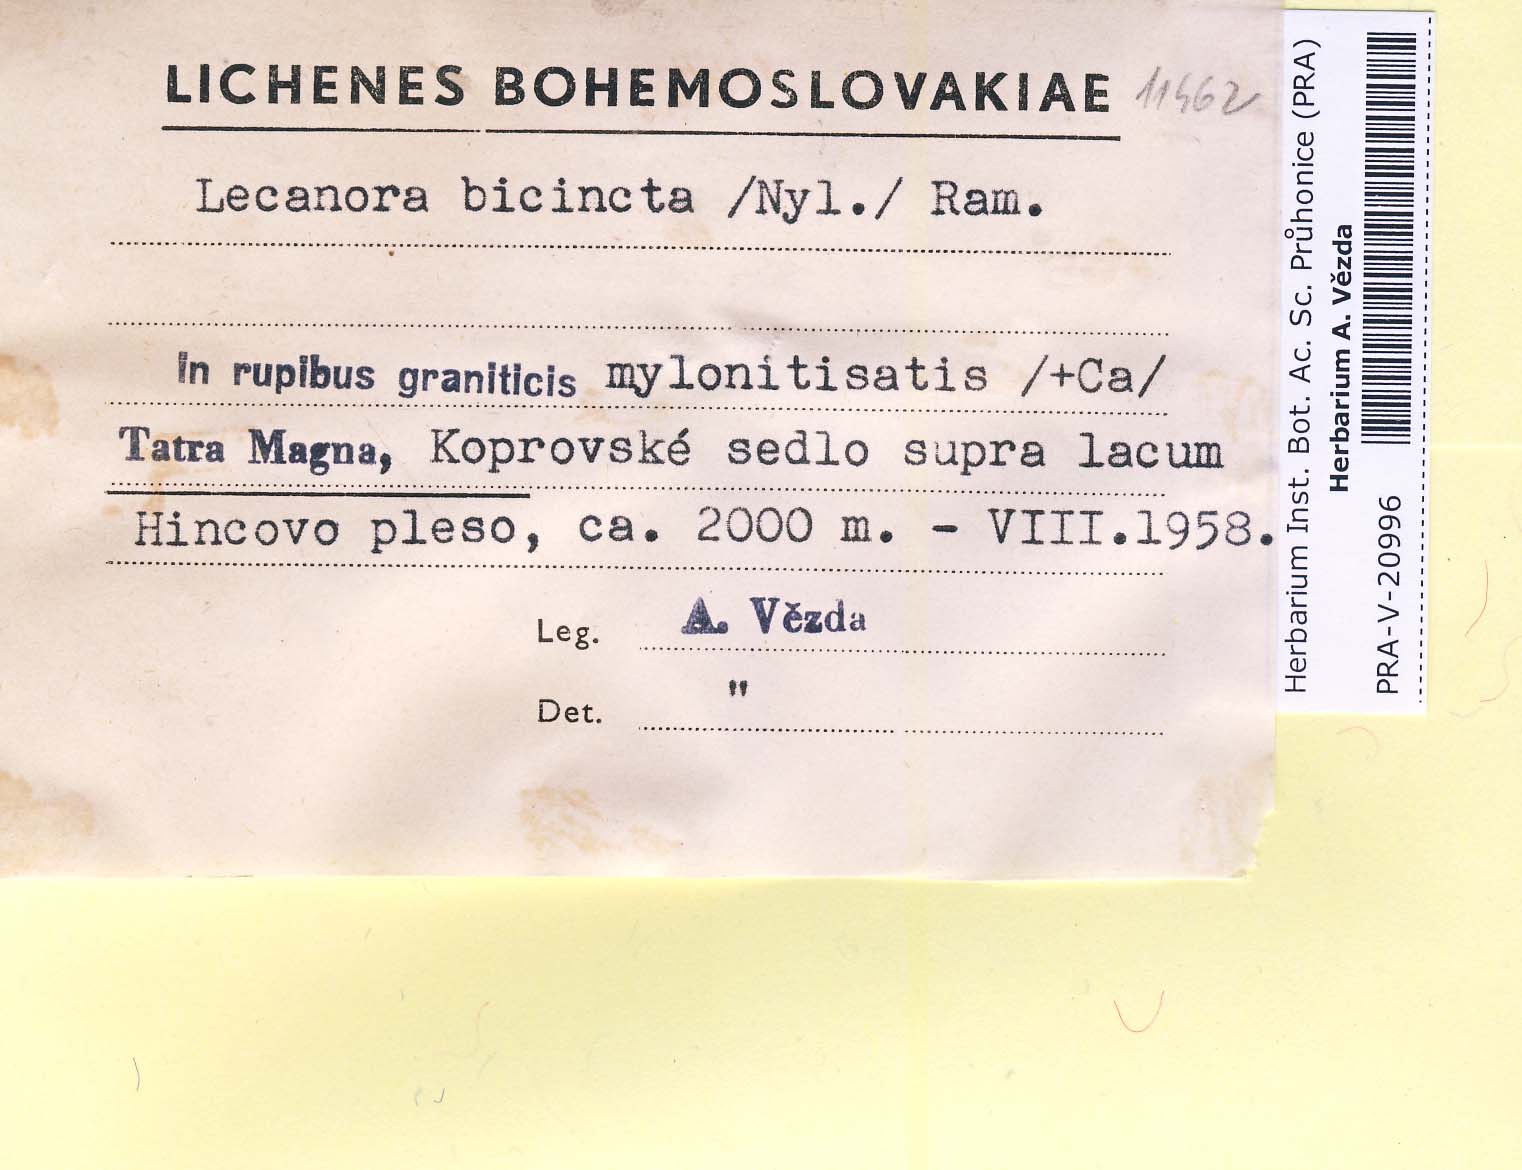 LICHENES BOHEMOSLOVAKIAE 11462
Lecanora bicincta /Nyl./ Ram.
In rupibus graniticis mylonitisatis /+Ca/
Tatra Magna, Koprovské sedlo supra lacum
Hincovo pleso, ca. 2000 m. - VIII.1958.
Leg. A. Vězda
Det. "
Herbarium Inst. Bot. Ac. Sc. Průhonice (PRA)
Herbarium A. Vězda
PRA-V-20996